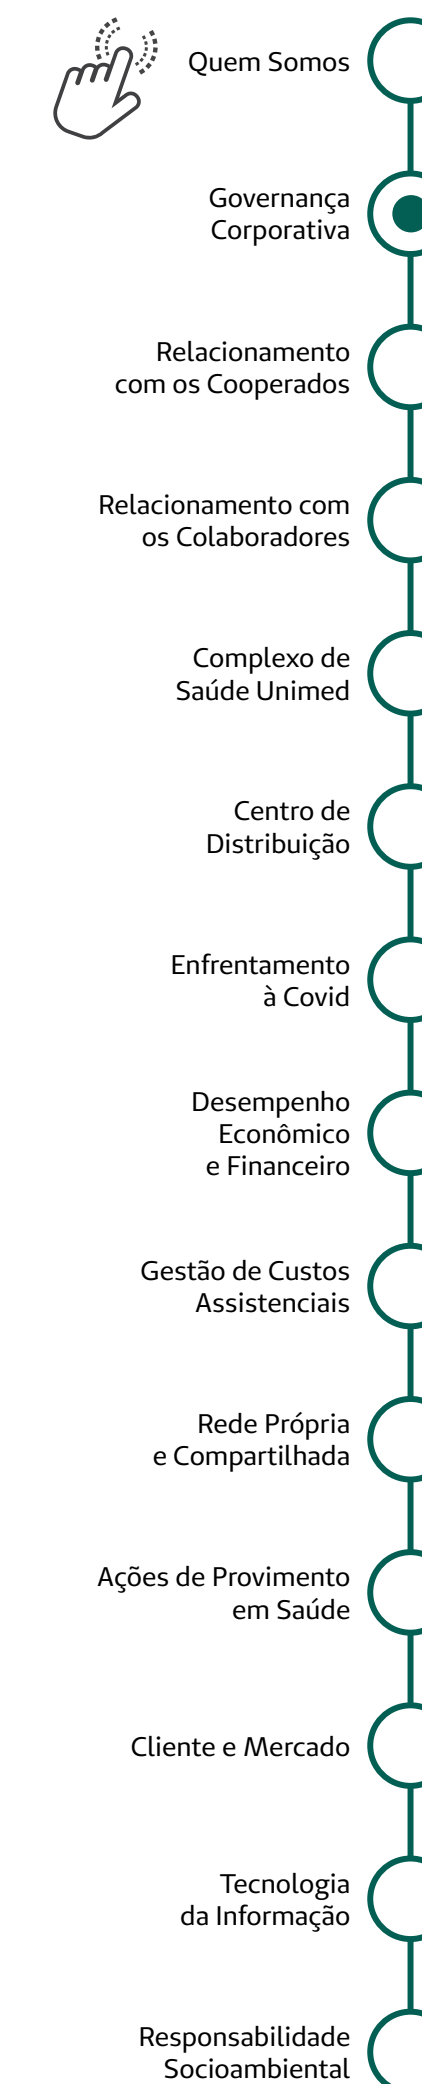 Quem Somos
Governança
Corporativa
Relacionamento
com os Cooperados
Relacionamento com
os Colaboradores
Complexo de
Saúde Unimed
Centro de
Distribuição
Enfrentamento
à Covid
Desempenho
Econômico
e Financeiro
Gestão de Custos
Assistenciais
Rede Própria
e Compartilhada
Ações de Provimento
em Saúde
Cliente e Mercado
Tecnologia
da Informação
Responsabilidade
Socioambiental